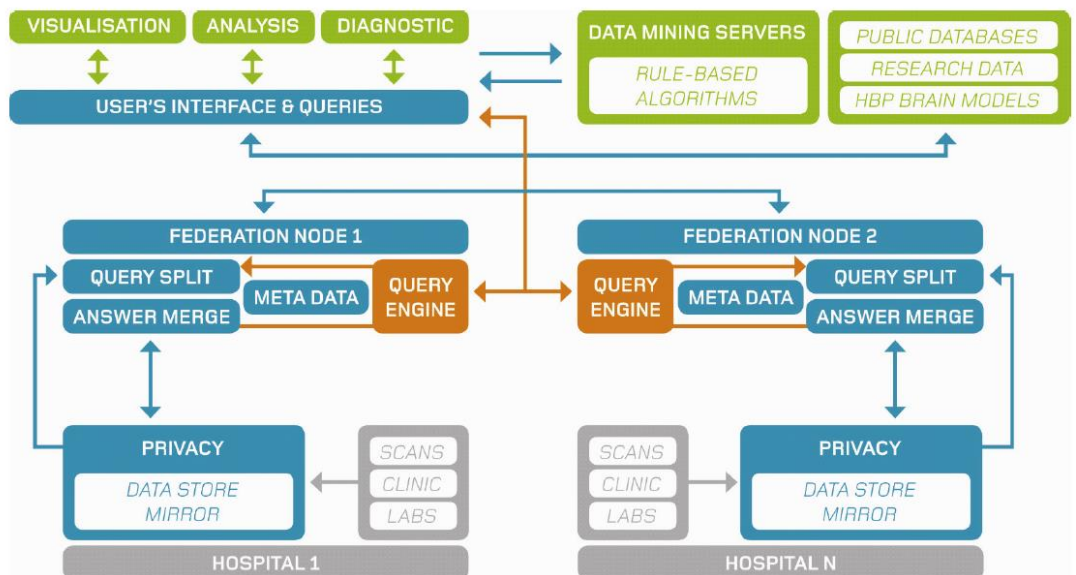 VISUALISATION
ANALYSIS
DIAGNOSTIC
USER'S INTERFACE & QUERIES
DATA MINING SERVERS
RULE-BASED
ALGORITHMS
PUBLIC DATABASES
RESEARCH DATA
HBP BRAIN MODELS
FEDERATION NODE 1
QUERY SPLIT
META DATA
ANSWER MERGE
QUERY
ENGINE
FEDERATION NODE 2
QUERY
ENGINE
META DATA
QUERY SPLIT
ANSWER MERGE
PRIVACY
DATA STORE
MIRROR
SCANS
CLINIC
LABS
HOSPITAL 1
SCANS
CLINIC
LABS
PRIVACY
DATA STORE
MIRROR
HOSPITAL N